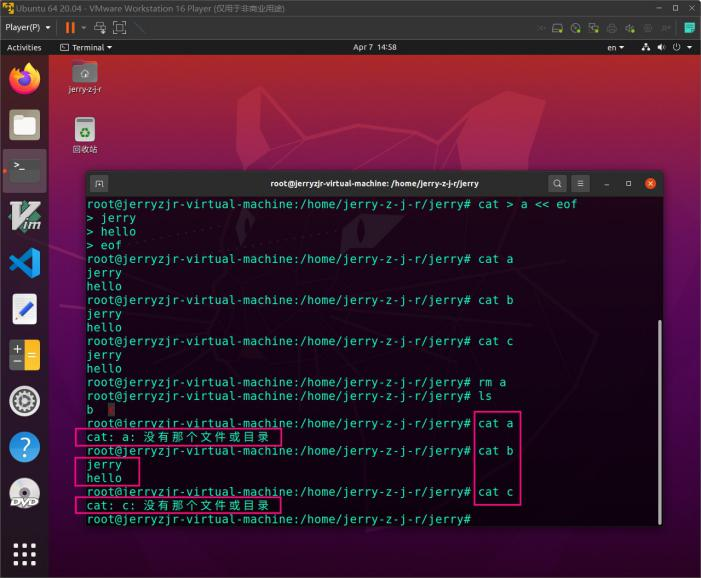 Ubuntu 64 20.04 - VMware Workstation 16 Player (仅用于非商业用途)
Player(P)
Activities
Terminal
Apr 7 14:58
en
jerry-z-j-r
回收站
root@jerryzjr-virtual-machine: /home/jerry-z-j-r/jerry
root@jerryzjr-virtual-machine:/home/jerry-z-j-r/jerry# cat > a << eof
> jerry
> hello
> eof
root@jerryzjr-virtual-machine:/home/jerry-z-j-r/jerry# cat a
jerry
hello
root@jerryzjr-virtual-machine:/home/jerry-z-j-r/jerry# cat b
jerry
hello
root@jerryzjr-virtual-machine:/home/jerry-z-j-r/jerry# cat c
jerry
hello
root@jerryzjr-virtual-machine:/home/jerry-z-j-r/jerry# rm a
root@jerryzjr-virtual-machine:/home/jerry-z-j-r/jerry# ls
b
root@jerryzjr-virtual-machine:/home/jerry-z-j-r/jerry# cat a
cat: a: 没有那个文件或目录
root@jerryzjr-virtual-machine:/home/jerry-z-j-r/jerry# cat b
jerry
hello
root@jerryzjr-virtual-machine:/home/jerry-z-j-r/jerry# cat c
cat: c: 没有那个文件或目录
root@jerryzjr-virtual-machine:/home/jerry-z-j-r/jerry#
Vim
DVD